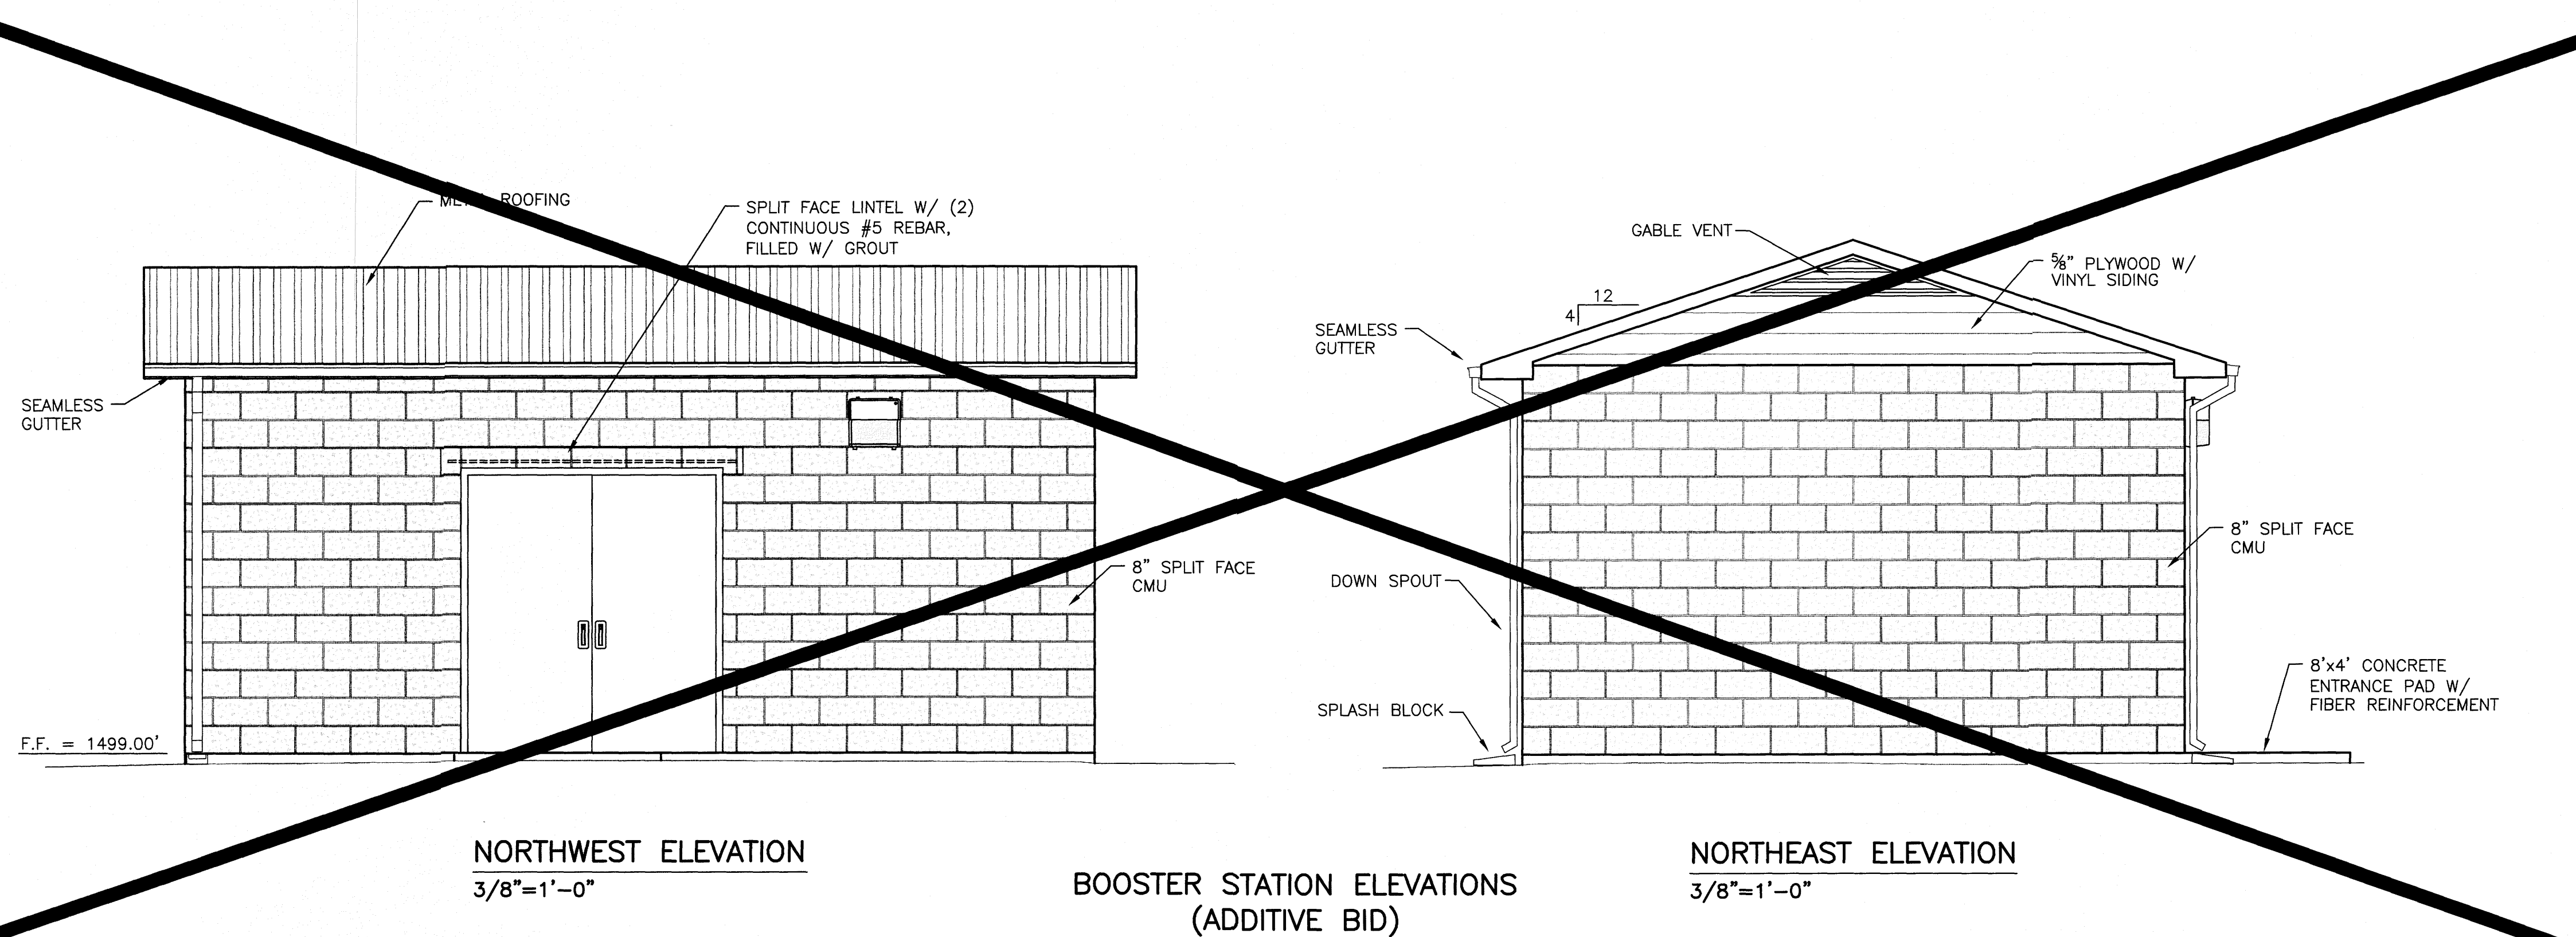 ROOFING
SPLIT FACE LINTEL W/ (2)
CONTINUOUS #5 REBAR,
FILLED W/ GROUT
SEAMLESS
GUTTER
8" SPLIT FACE
CMU
F.F. = 1499.00'
NORTHWEST ELEVATION
3/8"=1'-0"
GABLE VENT
5/8" PLYWOOD W/
VINYL SIDING
12
4
SEAMLESS
GUTTER
8" SPLIT FACE
CMU
DOWN SPOUT
8'x4' CONCRETE
ENTRANCE PAD W/
FIBER REINFORCEMENT
SPLASH BLOCK
NORTHEAST ELEVATION
3/8"=1'-0"
BOOSTER STATION ELEVATIONS
(ADDITIVE BID)